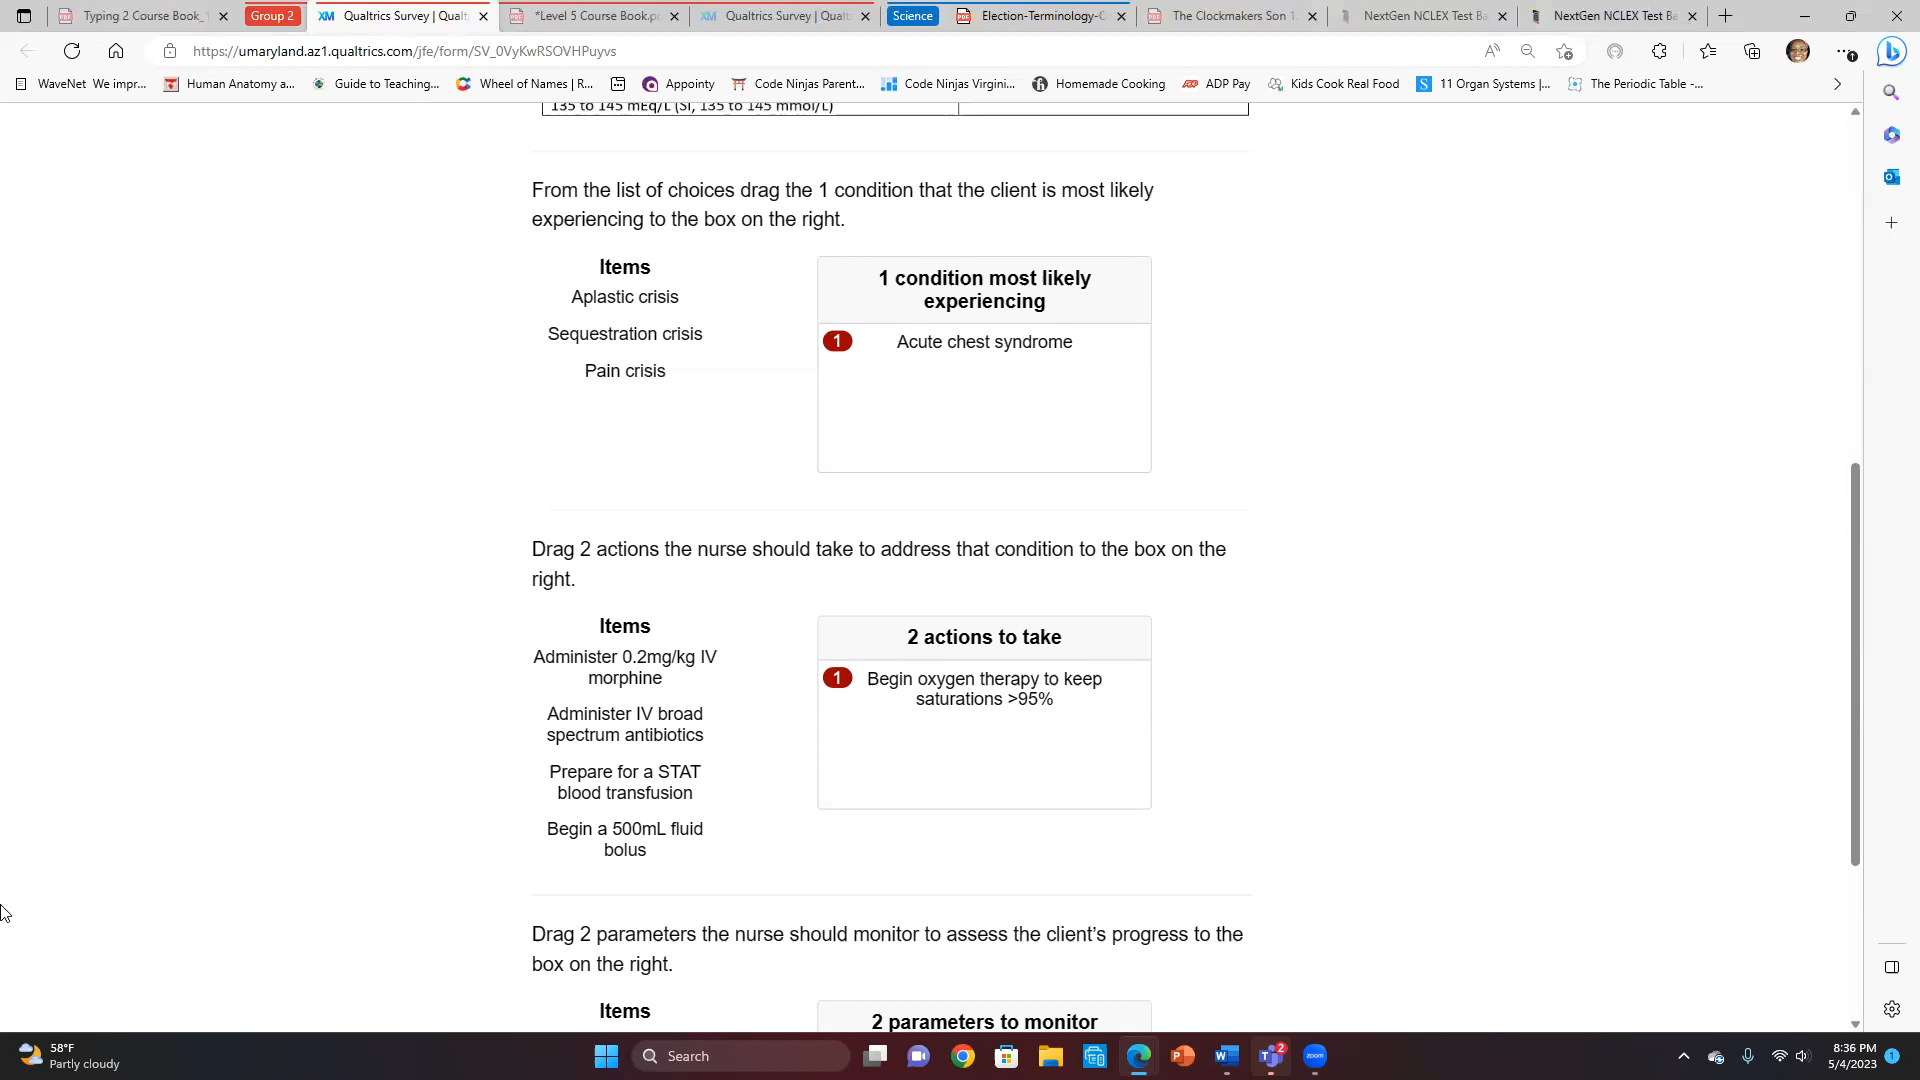 Typing 2 Course Book_
Group 2
XM Qualtrics Survey | Qualt
*Level 5 Course Book.p
XM Qualtrics Survey | Qualt
Science
Election-Terminology-C
The Clockmakers Son 1.
NextGen NCLEX Test Ba
NextGen NCLEX Test Ba
https://umaryland.az1.qualtrics.com/jfe/form/SV_0VyKwRSOVHPuyvs
WaveNet We impr...
Human Anatomy a...
Guide to Teaching...
Wheel of Names | R...
Appointy
Code Ninjas Parent...
Code Ninjas Virgini...
Homemade Cooking
ADP Pay
Kids Cook Real Food
S 11 Organ Systems |...
The Periodic Table -...
135 to 145 mEq/L (SI, 135 to 145 mmol/L)
From the list of choices drag the 1 condition that the client is most likely
experiencing to the box on the right.
Items
Aplastic crisis
Sequestration crisis
Pain crisis
1 condition most likely
experiencing
1 Acute chest syndrome
Drag 2 actions the nurse should take to address that condition to the box on the
right.
Items
Administer 0.2mg/kg IV
morphine
Administer IV broad
spectrum antibiotics
Prepare for a STAT
blood transfusion
Begin a 500mL fluid
bolus
2 actions to take
1 Begin oxygen therapy to keep
saturations >95%
Drag 2 parameters the nurse should monitor to assess the client's progress to the
box on the right.
Items
2 parameters to monitor
58°F
Partly cloudy
Search
2
zoom
8:36 PM
5/4/2023
1